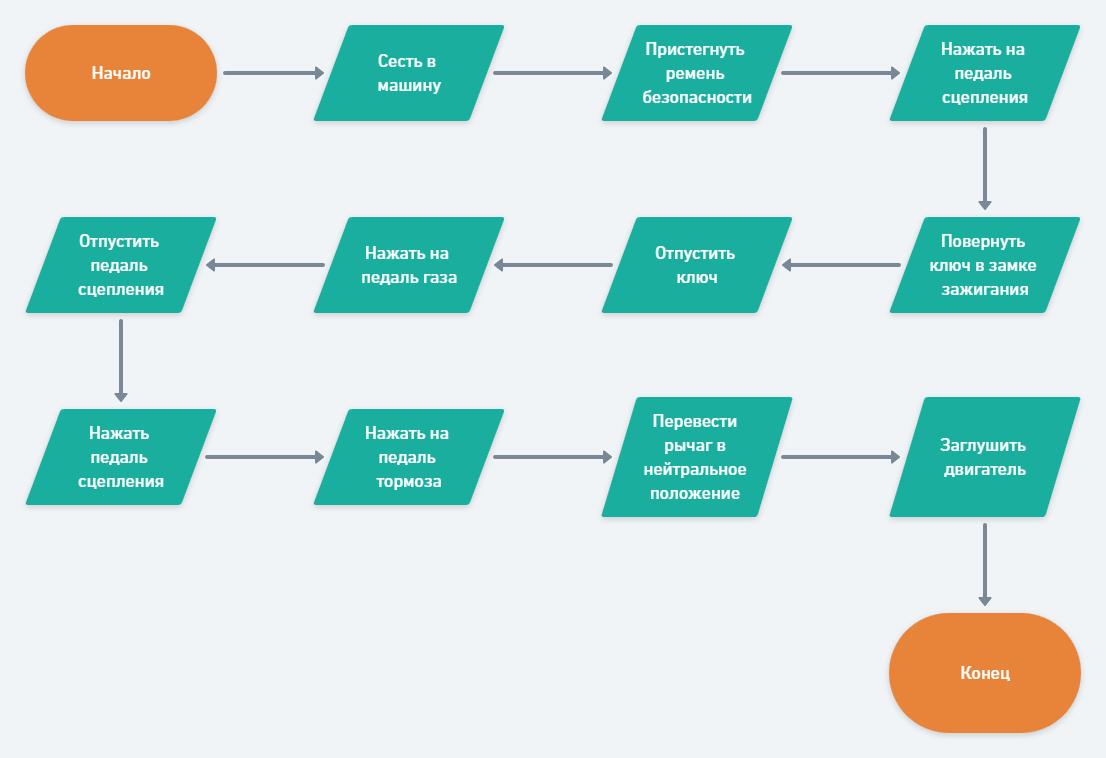 Начало
Сесть в
машину
Пристегнуть
ремень
безопасности
Нажать на
педаль
сцепления
Повернуть
ключ в замке
зажигания
Отпустить
ключ
Нажать на
педаль газа
Отпустить
педаль
сцепления
Нажать
педаль
сцепления
Нажать на
педаль
тормоза
Перевести
рычаг в
нейтральное
положение
Заглушить
двигатель
Конец